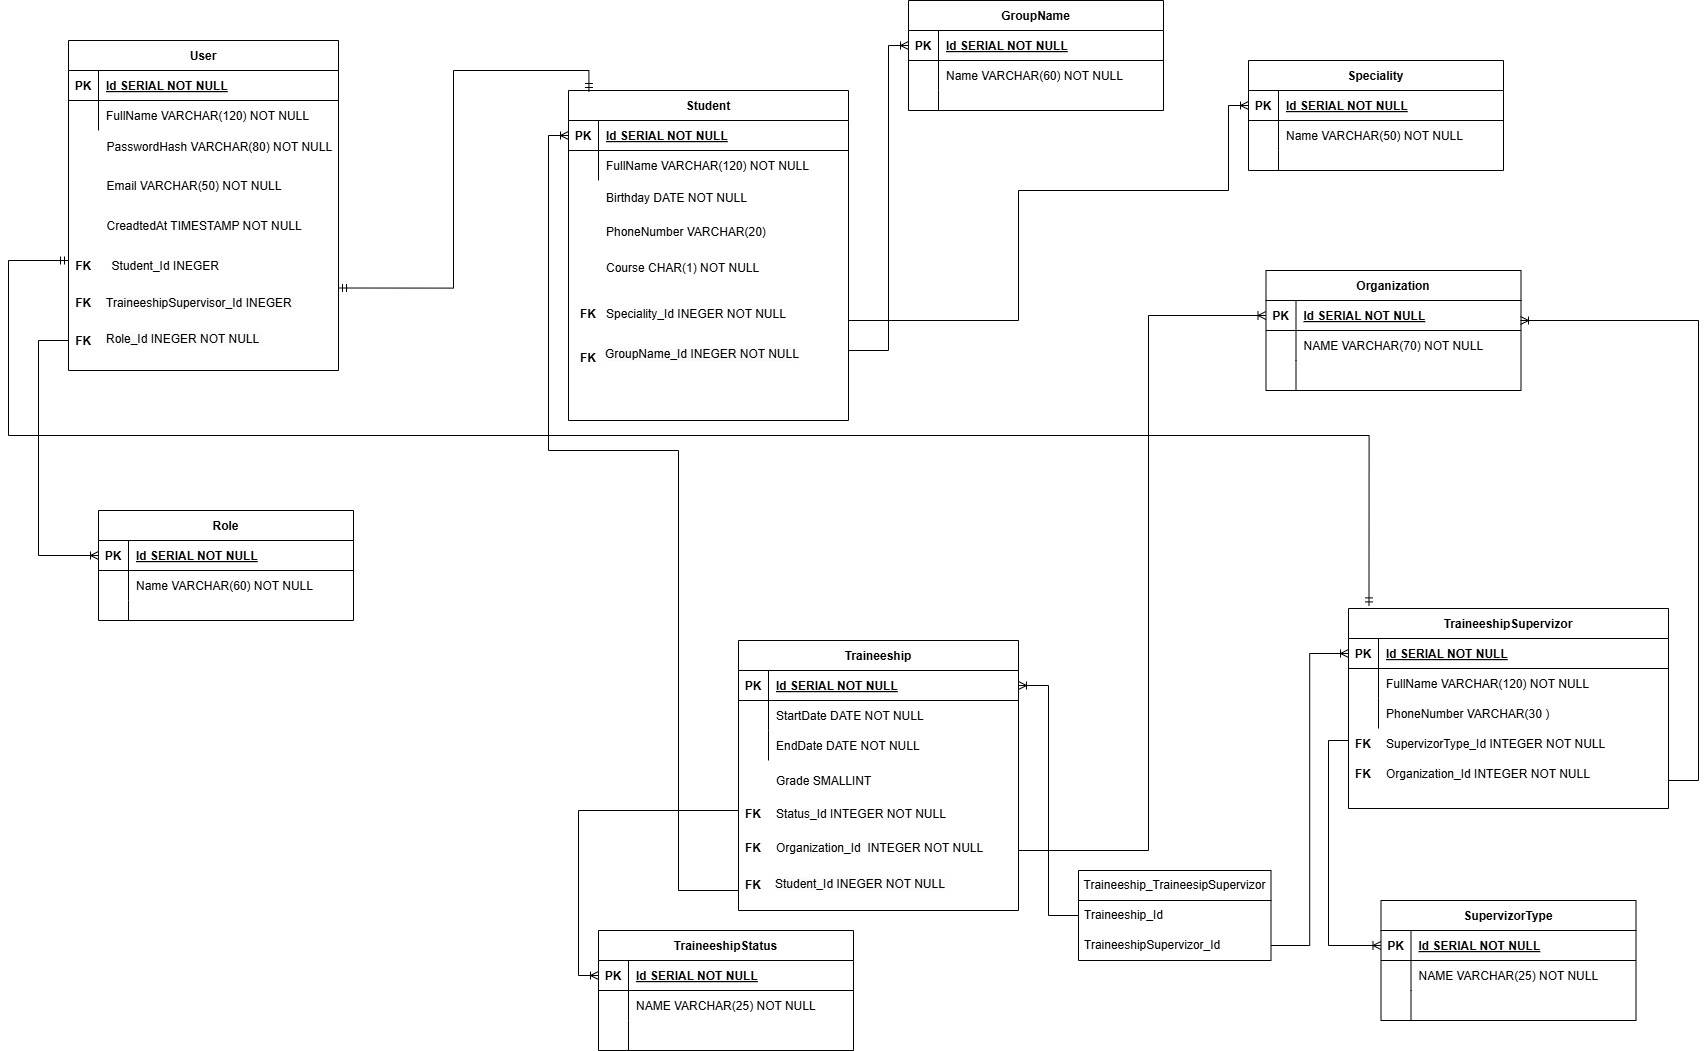 User
PK Id SERIAL NOT NULL
FullName VARCHAR(120) NOT NULL
PasswordHash VARCHAR(80) NOT NULL
Email VARCHAR(50) NOT NULL
CreadtedAt TIMESTAMP NOT NULL
FK Student_Id INEGER
FK TraineeshipSupervisor_Id INEGER
FK Role_Id INEGER NOT NULL
Student
PK Id SERIAL NOT NULL
FullName VARCHAR(120) NOT NULL
Birthday DATE NOT NULL
PhoneNumber VARCHAR(20)
Course CHAR(1) NOT NULL
FK Speciality_Id INEGER NOT NULL
FK GroupName_Id INEGER NOT NULL
GroupName
PK Id SERIAL NOT NULL
Name VARCHAR(60) NOT NULL
Speciality
PK Id SERIAL NOT NULL
Name VARCHAR(50) NOT NULL
Organization
PK Id SERIAL NOT NULL
NAME VARCHAR(70) NOT NULL
Role
PK Id SERIAL NOT NULL
Name VARCHAR(60) NOT NULL
Traineeship
PK Id SERIAL NOT NULL
StartDate DATE NOT NULL
EndDate DATE NOT NULL
Grade SMALLINT
FK Status_Id INTEGER NOT NULL
FK Organization_Id INTEGER NOT NULL
FK Student_Id INEGER NOT NULL
TraineeshipSupervizor
PK Id SERIAL NOT NULL
FullName VARCHAR(120) NOT NULL
PhoneNumber VARCHAR(30 )
FK SupervizorType_Id INTEGER NOT NULL
FK Organization_Id INTEGER NOT NULL
Traineeship_TraineesipSupervizor
Traineeship_Id
TraineeshipSupervizor_Id
TraineeshipStatus
PK Id SERIAL NOT NULL
NAME VARCHAR(25) NOT NULL
SupervizorType
PK Id SERIAL NOT NULL
NAME VARCHAR(25) NOT NULL